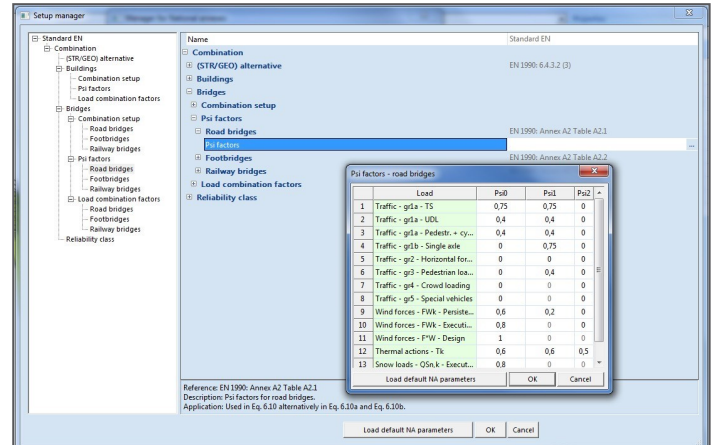 Setup manager
Standard EN
Combination
(STR/GEO) alternative
Buildings
Combination setup
Psi factors
Load combination factors
Bridges
Combination setup
Road bridges
Footbridges
Railway bridges
Psi factors
Road bridges
Footbridges
Railway bridges
Load combination factors
Road bridges
Footbridges
Railway bridges
Reliability class
Name Standard EN
Combination
(STR/GEO) alternative EN 1990: 6.4.3.2 (3)
Buildings
Bridges
Combination setup
Psi factors
Road bridges EN 1990: Annex A2 Table A2.1
Psi factors ...
Footbridges EN 1990: Annex A2 Table A2.2
Railway bridges
Load combination factors
Reliability class
Psi factors - road bridges
Load Psi0 Psi1 Psi2
1 Traffic - gr1a - TS 0,75 0,75 0
2 Traffic - gr1a - UDL 0,4 0,4 0
3 Traffic - gr1a - Pedestr. + cy... 0,4 0,4 0
4 Traffic - gr1b - Single axle 0 0,75 0
5 Traffic - gr2 - Horizontal for... 0 0 0
6 Traffic - gr3 - Pedestrian loa... 0 0,4 0
7 Traffic - gr4 - Crowd loading 0 0 0
8 Traffic - gr5 - Special vehicles 0 0 0
9 Wind forces - FWk - Persiste... 0,6 0,2 0
10 Wind forces - FWk - Executi... 0,8 0 0
11 Wind forces - F*W - Design 1 0 0
12 Thermal actions - Tk 0,6 0,6 0,5
13 Snow loads - QSn,k - Execut... 0,8 0 0
Load default NA parameters OK Cancel
Reference: EN 1990: Annex A2 Table A2.1
Description: Psi factors for road bridges.
Application: Used in Eq. 6.10 alternatively in Eq. 6.10a and Eq. 6.10b.
Load default NA parameters OK Cancel